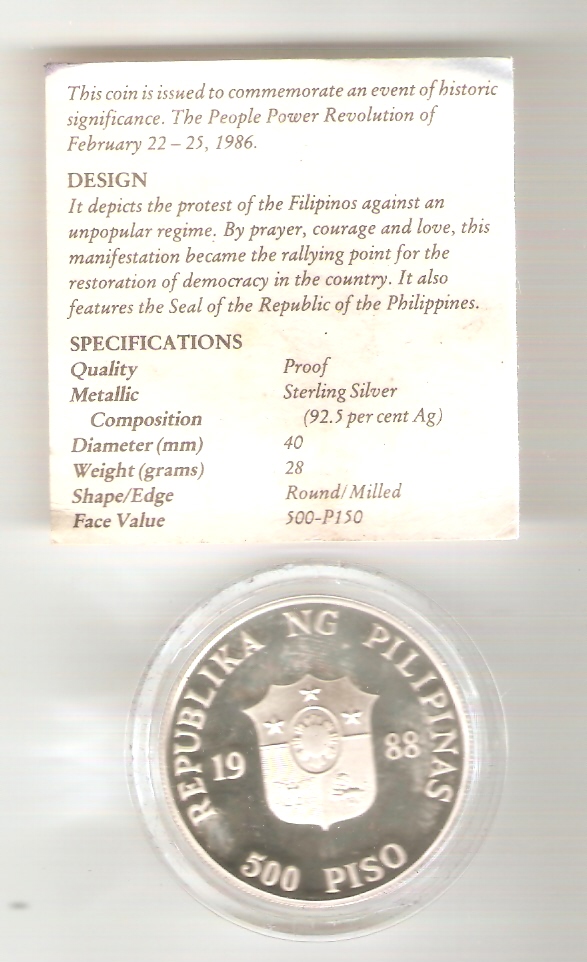 This coin is issued to commemorate an event of historic
significance. The People Power Revolution of
February 22 – 25, 1986.
DESIGN
It depicts the protest of the Filipinos against an
unpopular regime. By prayer, courage and love, this
manifestation became the rallying point for the
restoration of democracy in the country. It also
features the Seal of the Republic of the Philippines.
SPECIFICATIONS
Quality Proof
Metallic Sterling Silver
Composition (92.5 per cent Ag)
Diameter (mm) 40
Weight (grams) 28
Shape/Edge Round/Milled
Face Value 500-P150
REPUBLIKA NG PILIPINAS
19 88
500 PISO